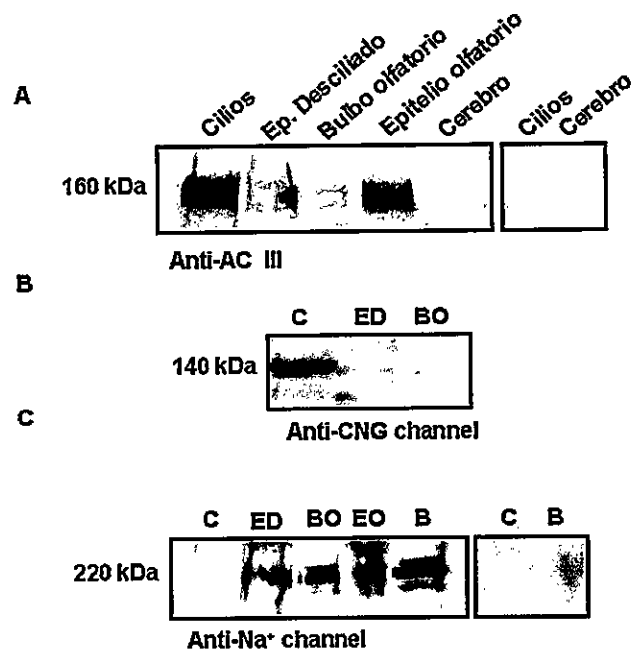 A
Cilios Ep. Desciliado Bulbo olfatorio Epitelio olfatorio Cerebro Cilios Cerebro
160 kDa
Anti-AC III
B
C ED BO
140 kDa
C
Anti-CNG channel
C ED BO EO B C B
220 kDa
Anti-Na⁺ channel